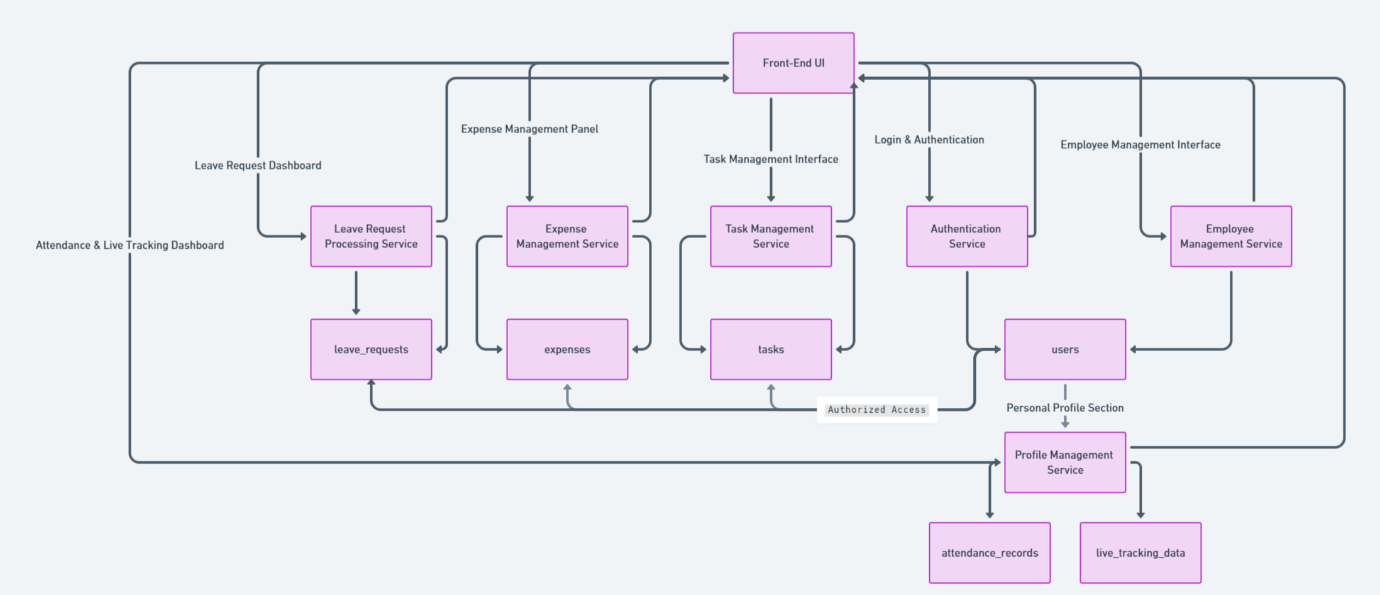 Front-End UI
Expense Management Panel
Login & Authentication
Employee Management Interface
Task Management Interface
Leave Request Dashboard
Attendance & Live Tracking Dashboard
Leave Request
Processing Service
Expense
Management Service
Task Management
Service
Authentication
Service
Employee
Management Service
leave_requests
expenses
tasks
users
Authorized Access
Personal Profile Section
Profile Management
Service
attendance_records
live_tracking_data